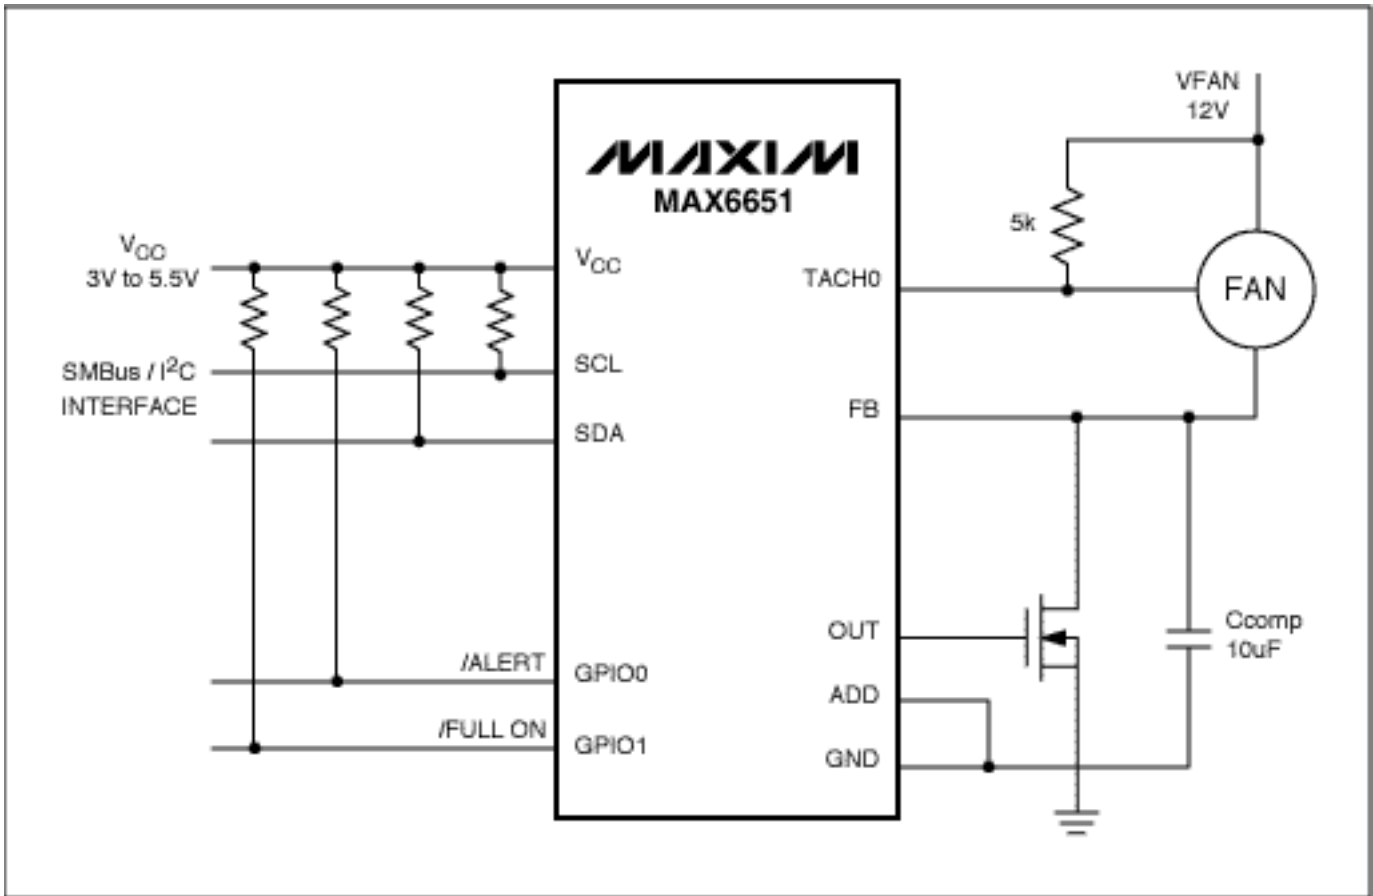 MAXIM
MAX6651
VFAN
12V
5k
FAN
VCC
3V to 5.5V
VCC
TACH0
SMBus / I²C
INTERFACE
SCL
SDA
FB
OUT
Ccomp
10uF
/ALERT
GPIO0
ADD
/FULL ON
GPIO1
GND